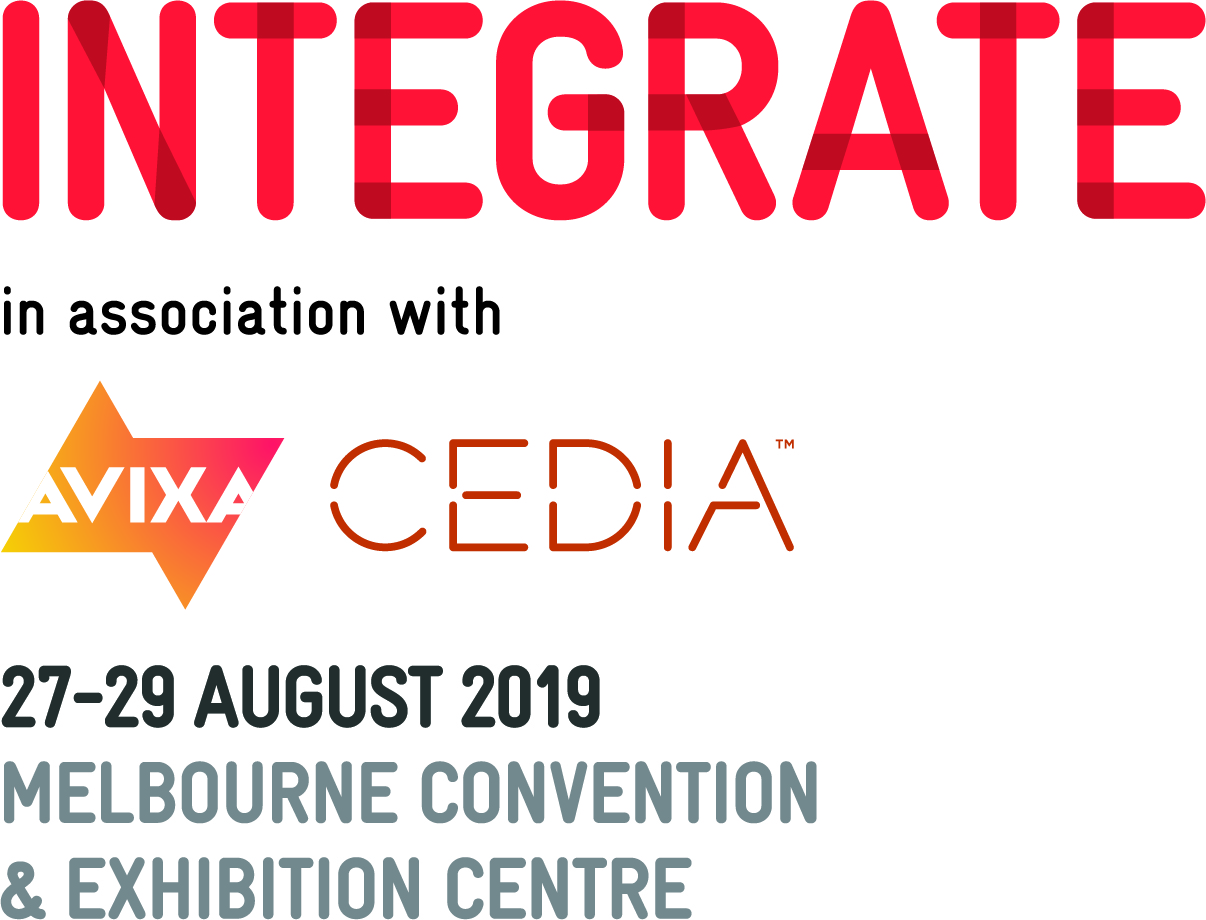 INTEGRATE
in association with
AVIXA CEDIA™
27-29 AUGUST 2019
MELBOURNE CONVENTION
& EXHIBITION CENTRE